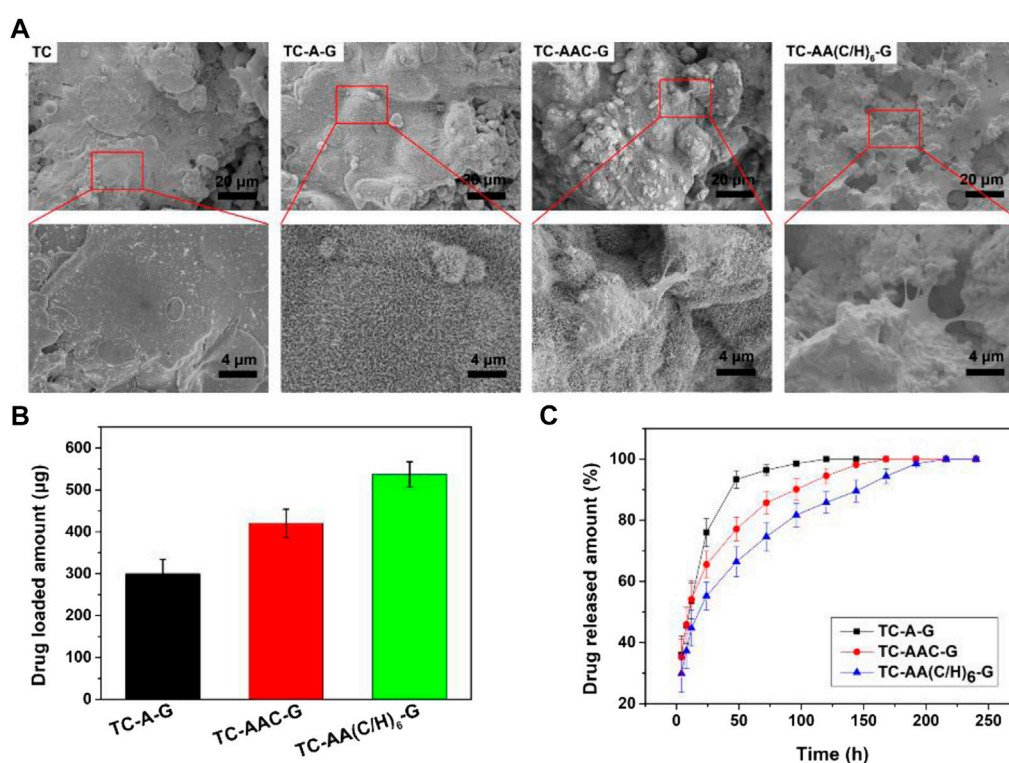 A
TC
TC-A-G
TC-AAC-G
TC-AA(C/H)6-G
20 μm
20 μm
20 μm
20 μm
4 μm
4 μm
4 μm
4 μm
B
Drug loaded amount (μg)
600
500
400
300
200
100
0
TC-A-G
TC-AAC-G
TC-AA(C/H)6-G
C
Drug released amount (%)
100
80
60
40
20
0
50
100
150
200
250
Time (h)
TC-A-G
TC-AAC-G
TC-AA(C/H)6-G